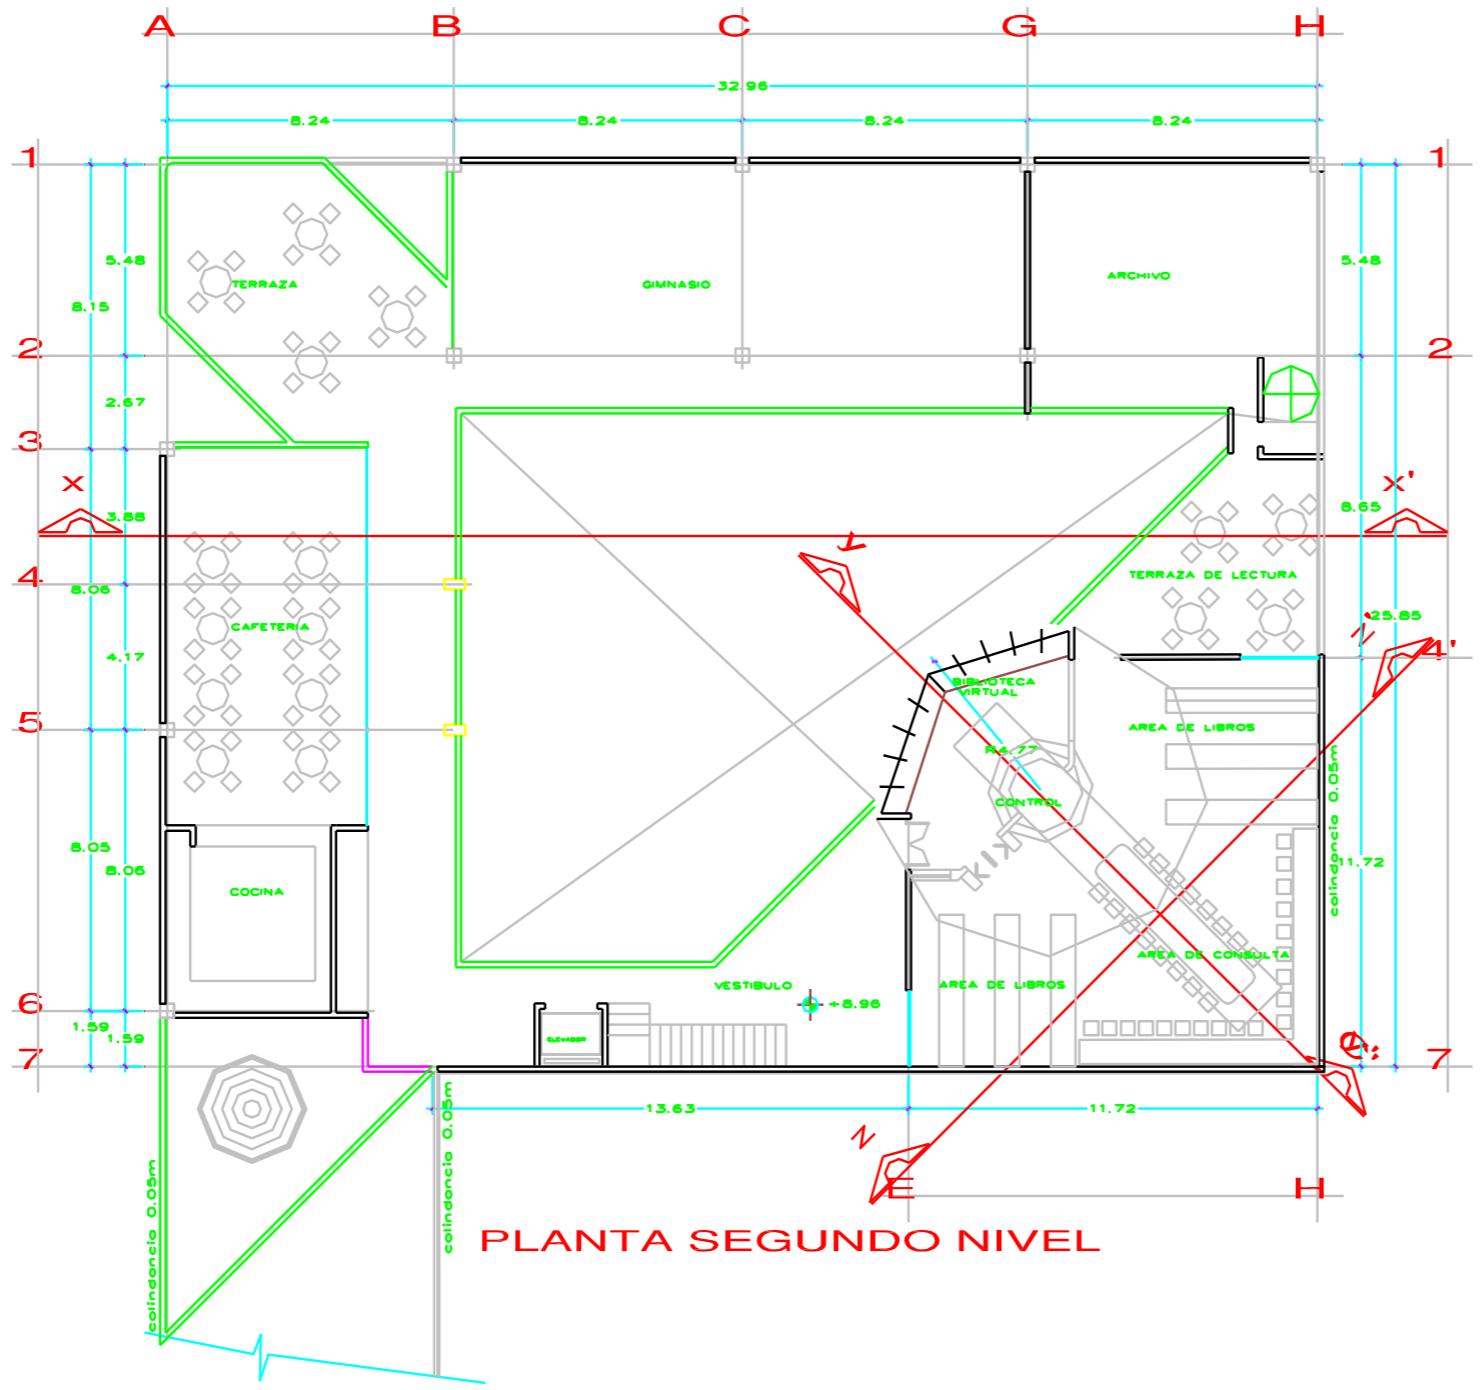 A B C G H
32.96
8.24 8.24 8.24 8.24
1 1
5.48 5.48
TERRAZA GIMNASIO ARCHIVO
8.15
2 2
2.67
3
X X'
3.88 8.65
y
4
8.06 TERRAZA DE LECTURA
25.85
CAFETERIA
4.17 4'
BIBLIOTECA
VIRTUAL
5 AREA DE LIBROS
R4.77
CONTROL
colindancia 0.05m
8.05 11.72
8.06
COCINA
AREA DE CONSULTA
VESTIBULO AREA DE LIBROS
6 +8.96
1.59 1.59
ELEVADOR
7 7
13.63 11.72
colindancia 0.05m
colindancia 0.05m
N
E H
PLANTA SEGUNDO NIVEL